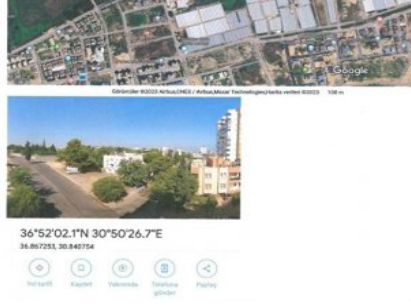 Google
Görüntüler ©2023 Airbus,CNES / Airbus,Maxar Technologies,Harita verileri ©2023 100 m
36°52'02.1"N 30°50'26.7"E
36.867253, 30.840754
Yol tarifi Kaydet Yakınında Telefona gönder Paylaş